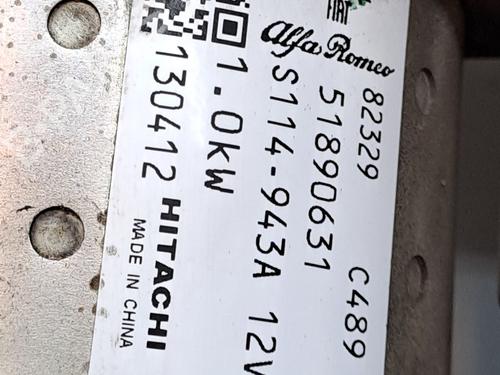 FIAT
Alfa Romeo
82329 C489
51890631
S114-943A 12V
1.0kW
130412 HITACHI
MADE IN CHINA